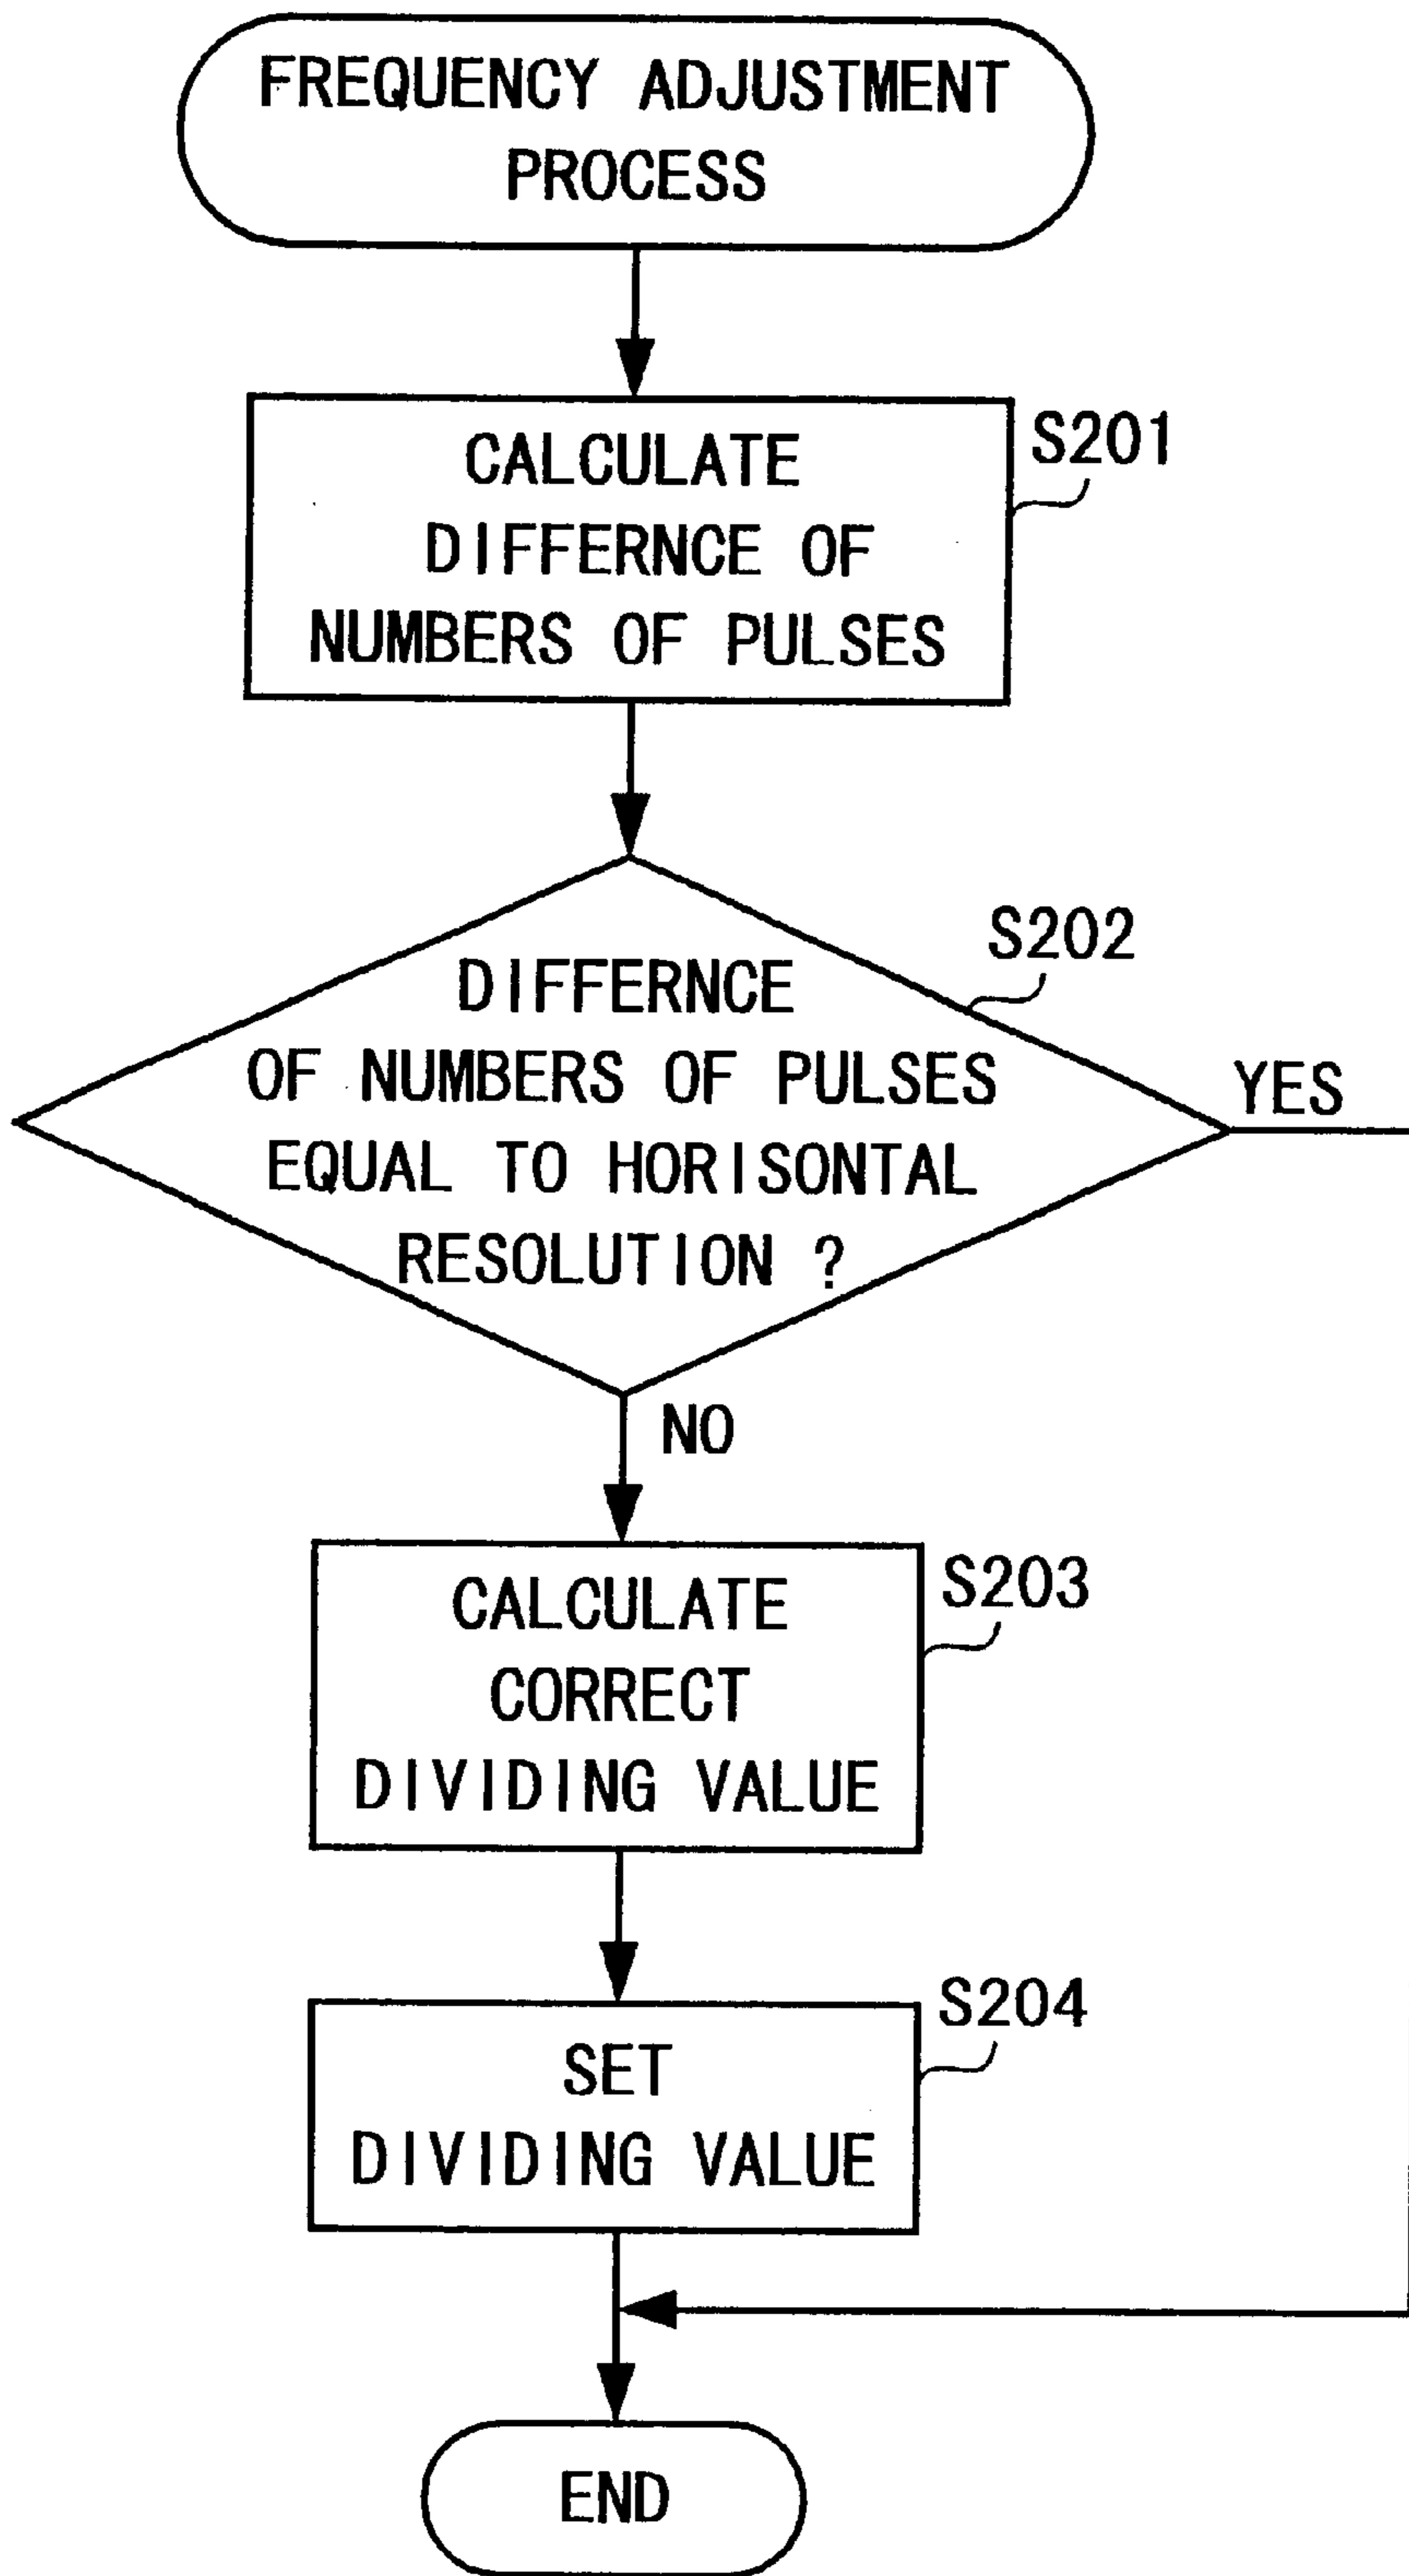 FREQUENCY ADJUSTMENT
PROCESS
CALCULATE
DIFFERNCE OF
NUMBERS OF PULSES
S201
DIFFERNCE
OF NUMBERS OF PULSES
EQUAL TO HORISONTAL
RESOLUTION ?
S202
YES
NO
CALCULATE
CORRECT
DIVIDING VALUE
S203
SET
DIVIDING VALUE
S204
END